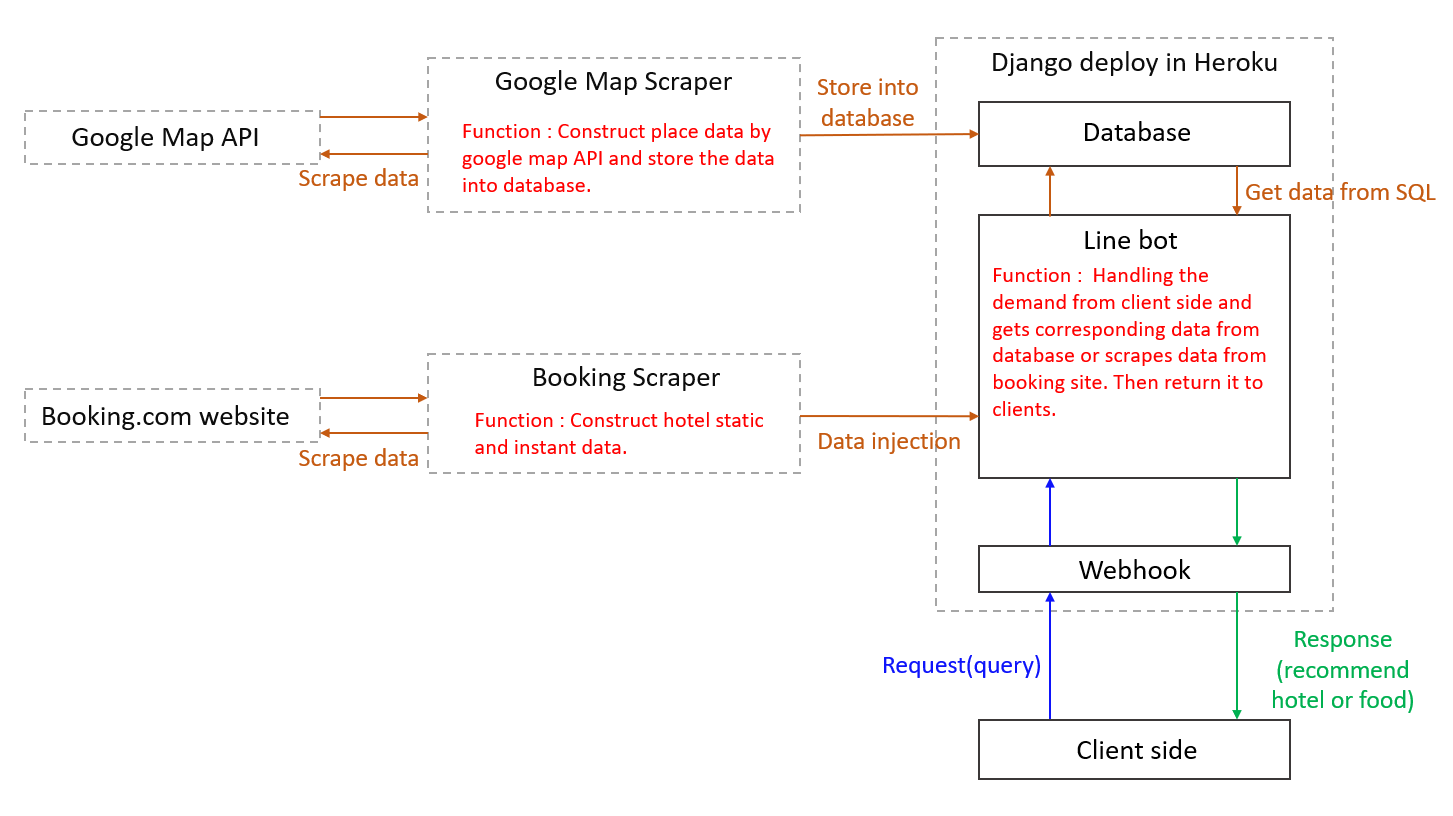 Google Map API
Scrape data
Google Map Scraper
Function : Construct place data by
google map API and store the data
into database.
Store into
database
Django deploy in Heroku
Database
Get data from SQL
Line bot
Function :  Handling the
demand from client side and
gets corresponding data from
database or scrapes data from
booking site. Then return it to
clients.
Booking.com website
Scrape data
Booking Scraper
Function : Construct hotel static
and instant data.
Data injection
Webhook
Request(query)
Response
(recommend
hotel or food)
Client side